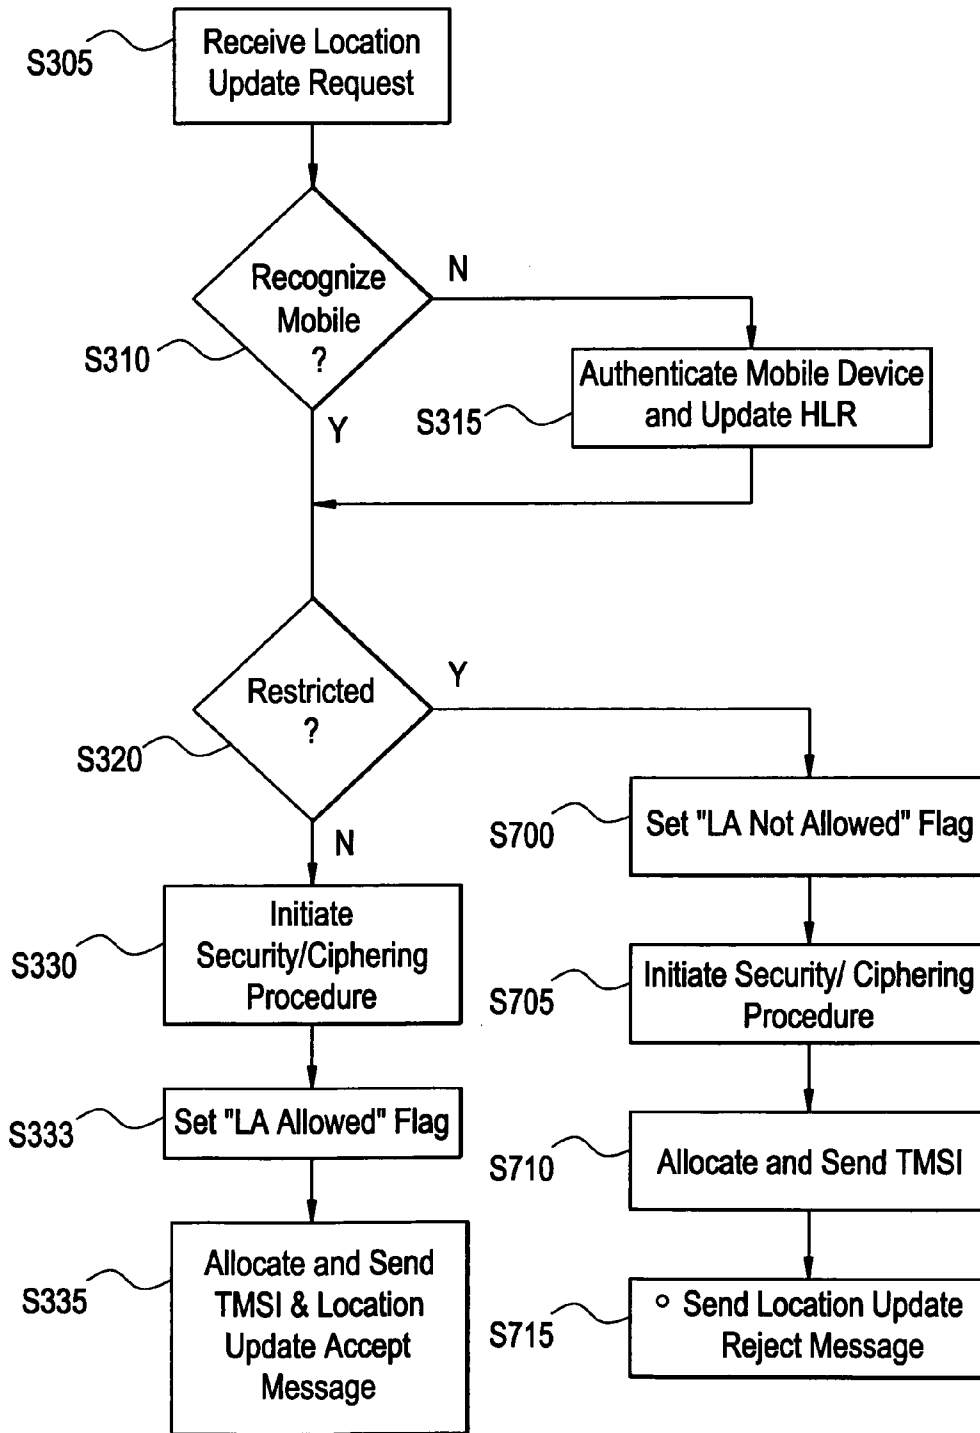 S305
Receive Location
Update Request
Recognize
Mobile
?
S310
N
Y
S315
Authenticate Mobile Device
and Update HLR
Restricted
?
S320
Y
N
S330
Initiate
Security/Ciphering
Procedure
S333
Set "LA Allowed" Flag
S335
Allocate and Send
TMSI & Location
Update Accept
Message
S700
Set "LA Not Allowed" Flag
S705
Initiate Security/ Ciphering
Procedure
S710
Allocate and Send TMSI
S715
Send Location Update
Reject Message